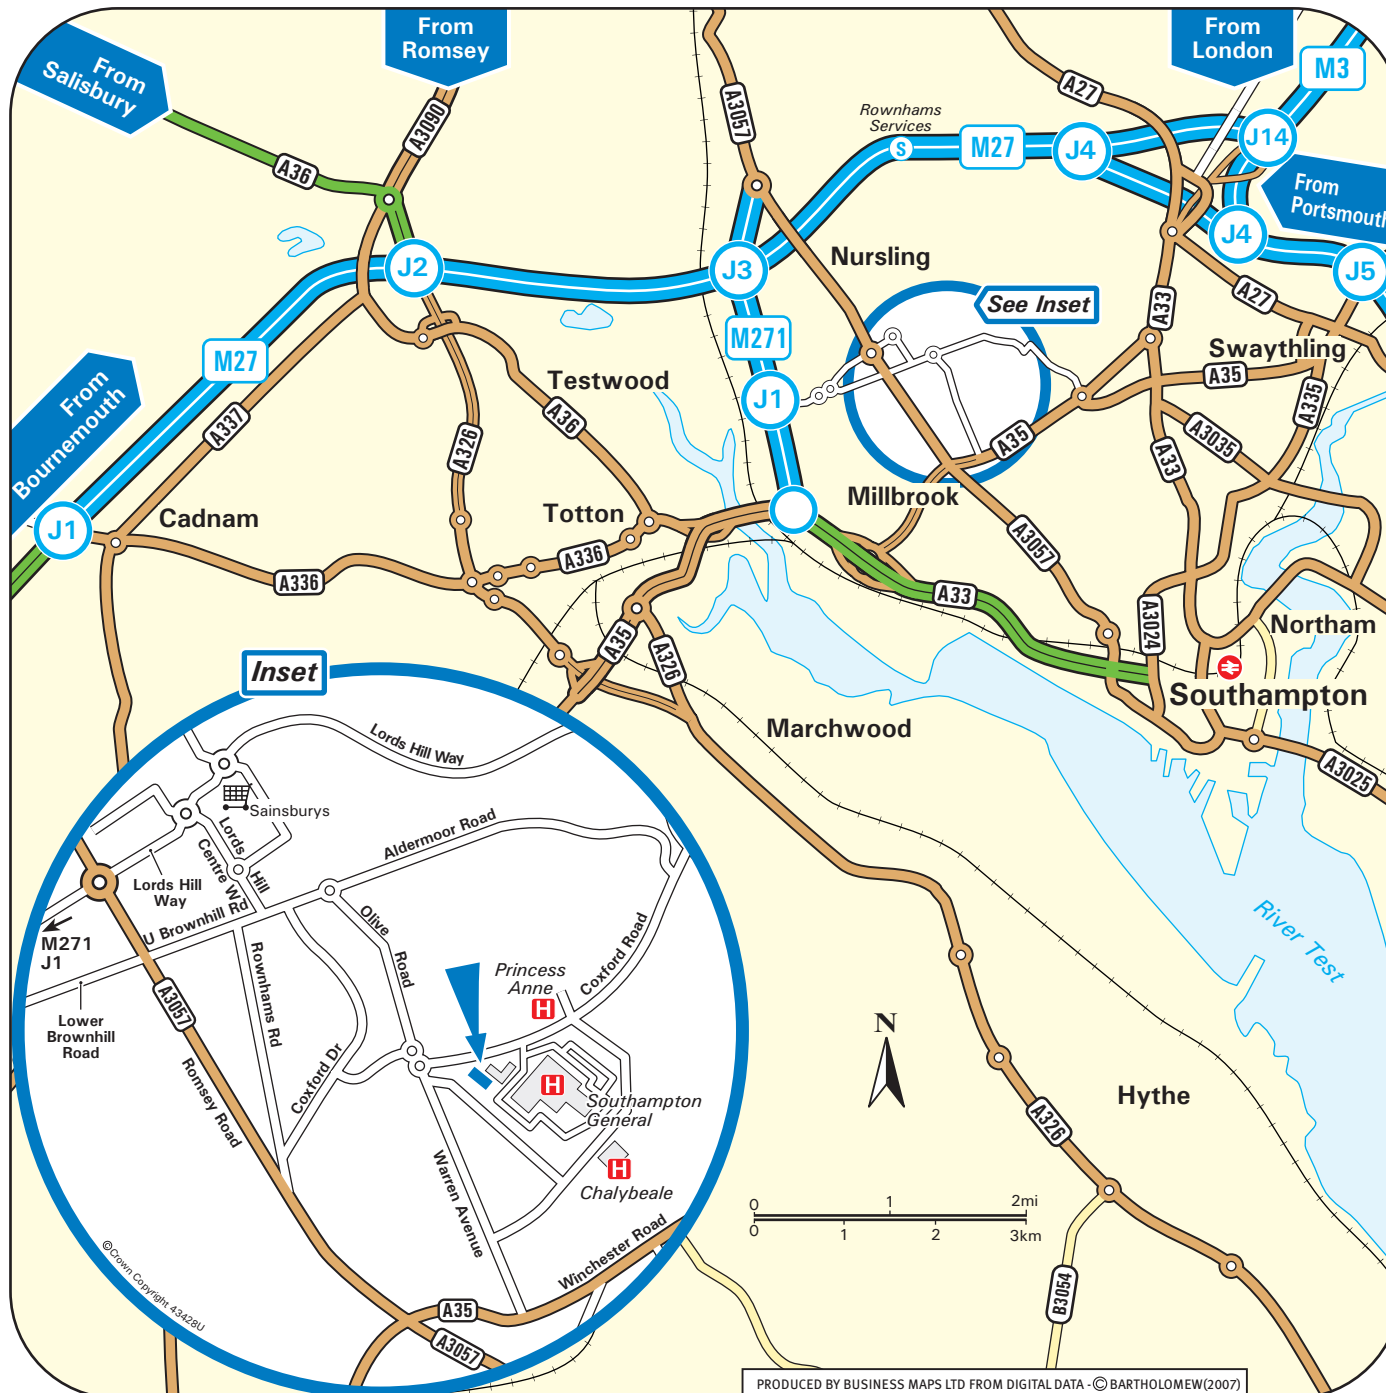 From
Salisbury
From
Romsey
From
London
M3
A27
A3090
A3057
Rownhams
Services
S
M27
J4
J14
From
Portsmouth
A36
J2
J3
Nursling
J4
J5
A33
A27
See Inset
M271
M27
Swaythling
A35
Testwood
J1
From
Bournemouth
A337
A36
A326
A35
A335
A3035
A33
Millbrook
Cadnam
Totton
J1
A336
A336
A3057
A33
A3024
Northam
A35
A326
Southampton
Marchwood
A3025
River Test
N
Hythe
A326
B3054
0 1 2mi
0 1 2 3km
Inset
Lords Hill Way
Sainsburys
Lords
Hill
Centre Wy
Lords Hill
Way
Aldermoor Road
U Brownhill Rd
M271
J1
Olive
Road
Rownhams Rd
Lower
Brownhill
Road
A3057
Romsey Road
Coxford Dr
Princess
Anne
H
Coxford Road
H
Southampton
General
H
Chalybeale
Warren Avenue
Winchester Road
A35
A3057
©Crown Copyright 43428U
PRODUCED BY BUSINESS MAPS LTD FROM DIGITAL DATA - © BARTHOLOMEW(2007)